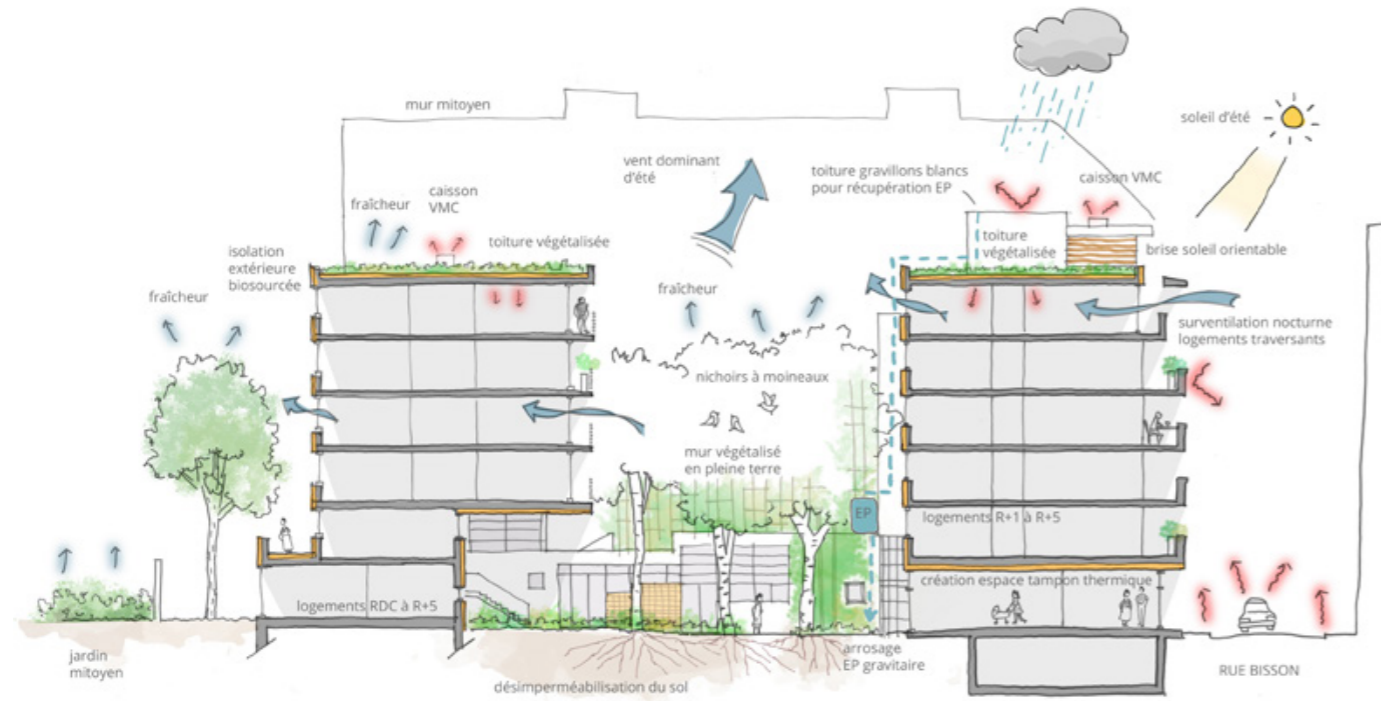 mur mitoyen
soleil d'été
vent dominant
d'été
toiture gravillons blancs
pour récupération EP
caisson VMC
caisson
VMC
fraîcheur
toiture végétalisée
isolation
extérieure
biosourcée
toiture
végétalisée
brise soleil orientable
fraîcheur
fraîcheur
surventilation nocturne
logements traversants
nichoirs à moineaux
mur végétalisé
en pleine terre
EP
logements R+1 à R+5
création espace tampon thermique
logements RDC à R+5
jardin
mitoyen
arrosage
EP gravitaire
RUE BISSON
désimperméabilisation du sol